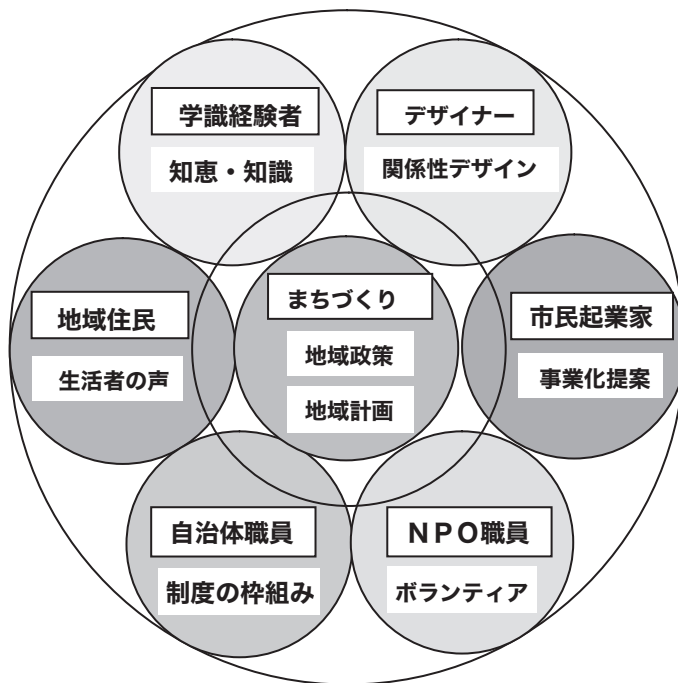 学識経験者
知恵・知識
デザイナー
関係性デザイン
地域住民
生活者の声
まちづくり
地域政策
地域計画
市民起業家
事業化提案
自治体職員
制度の枠組み
ＮＰＯ職員
ボランティア